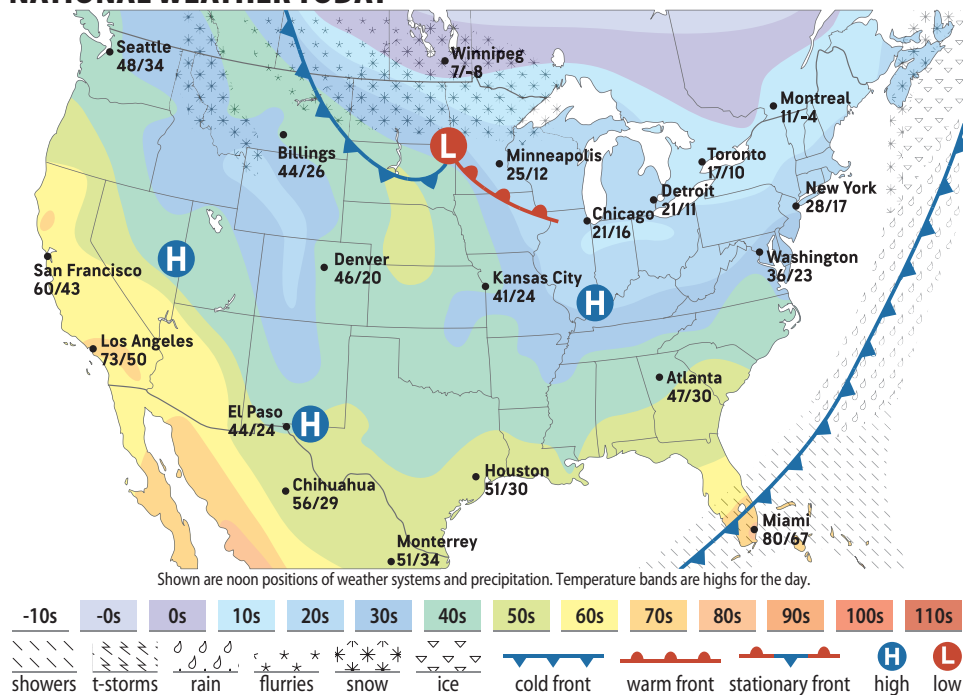 NATIONAL WEATHER TODAY
Seattle
48/34
Winnipeg
7/-8
Montreal
11/-4
Billings
44/26
Minneapolis
25/12
Toronto
17/10
Detroit
21/11
New York
28/17
Chicago
21/16
San Francisco
60/43
Denver
46/20
Kansas City
41/24
Washington
36/23
Los Angeles
73/50
Atlanta
47/30
El Paso
44/24
Chihuahua
56/29
Houston
51/30
Miami
80/67
Monterrey
51/34
L
H
H
H
Shown are noon positions of weather systems and precipitation. Temperature bands are highs for the day.
-10s -0s 0s 10s 20s 30s 40s 50s 60s 70s 80s 90s 100s 110s
H L
showers t-storms rain flurries snow ice cold front warm front stationary front high low